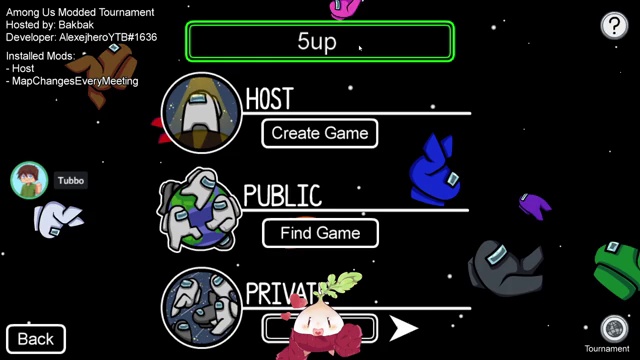 Among Us Modded Tournament
Hosted by: Bakbak
Developer: AlexejheroYTB#1636
Installed Mods:
- Host
- MapChangesEveryMeeting
5up
?
HOST
Create Game
Tubbo
PUBLIC
Find Game
PRIVATE
Back
Tournament